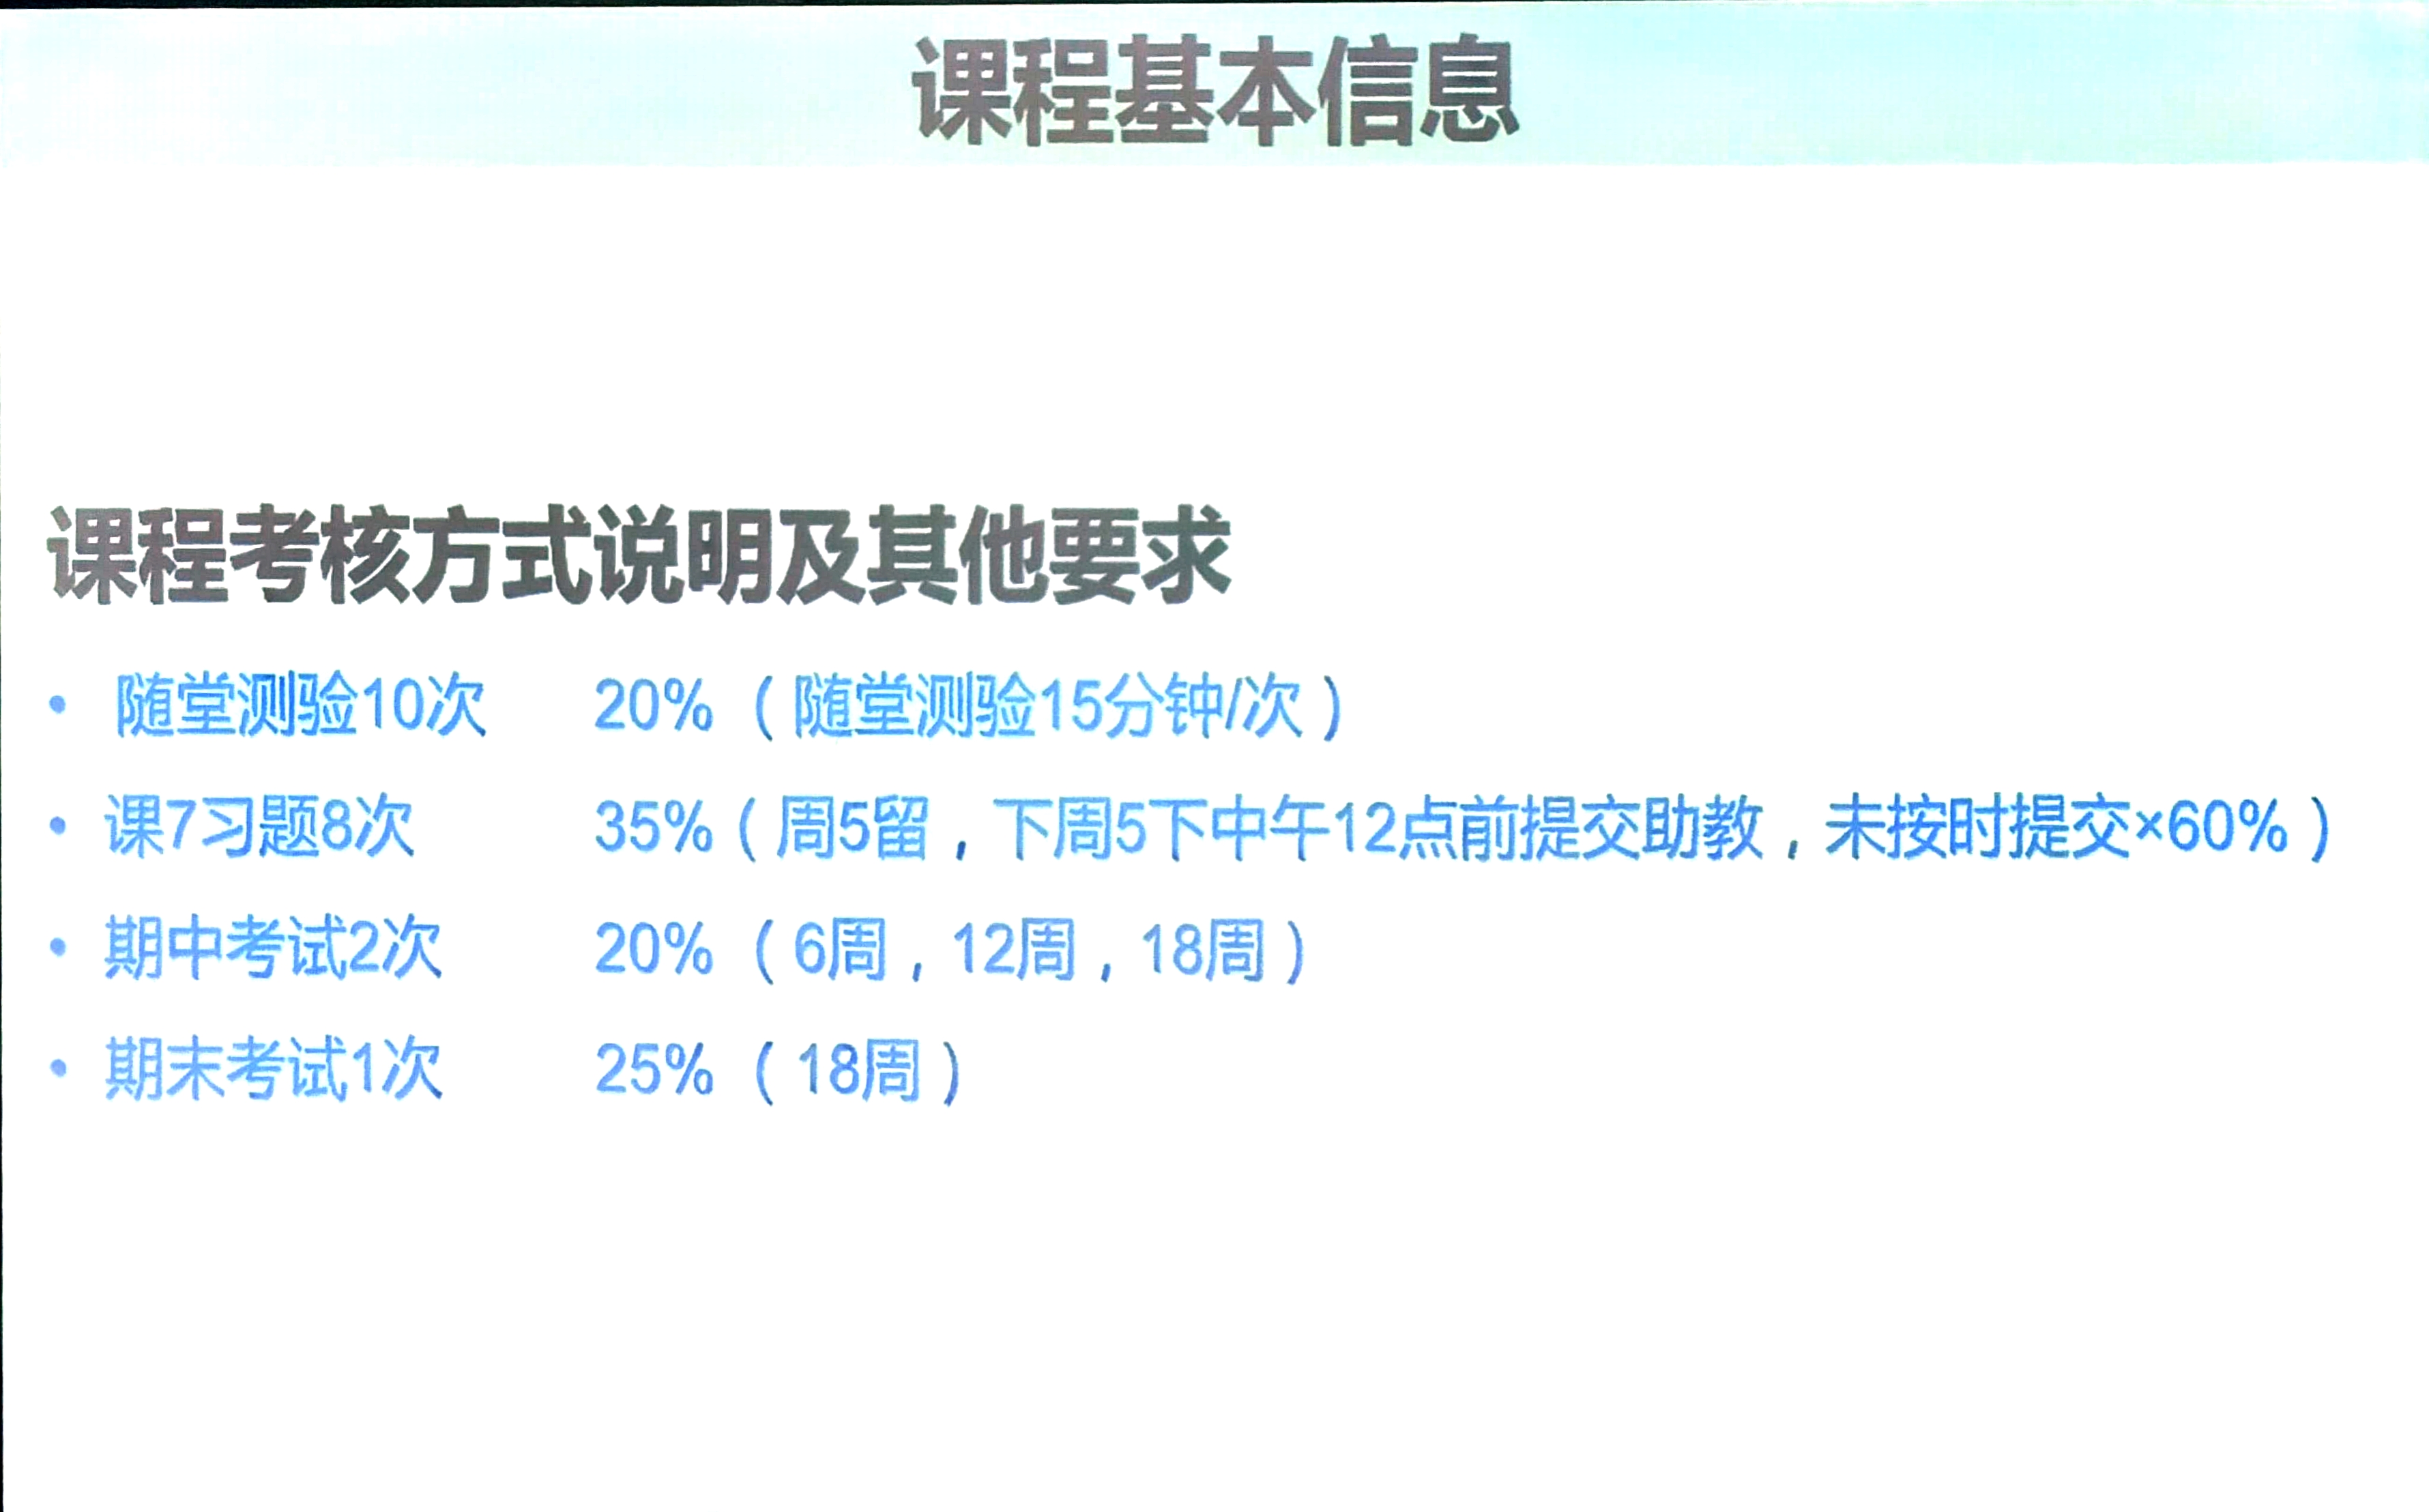 课程基本信息
课程考核方式说明及其他要求
• 随堂测验10次 20%（随堂测验15分钟/次）
• 课7习题8次 35%（周5留，下周5下中午12点前提交助教，未按时提交×60%）
• 期中考试2次 20%（6周，12周，18周）
• 期末考试1次 25%（18周）